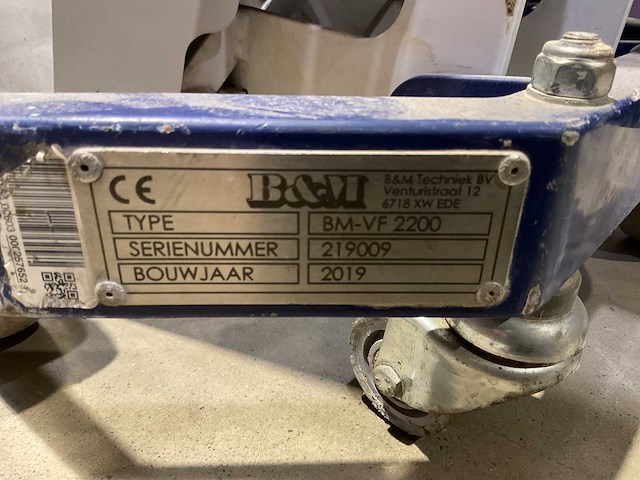 CE
B&M
B&M Techniek BV
Venturistraat 12
6718 XW EDE
TYPE BM-VF 2200
SERIENUMMER 219009
BOUWJAAR 2019